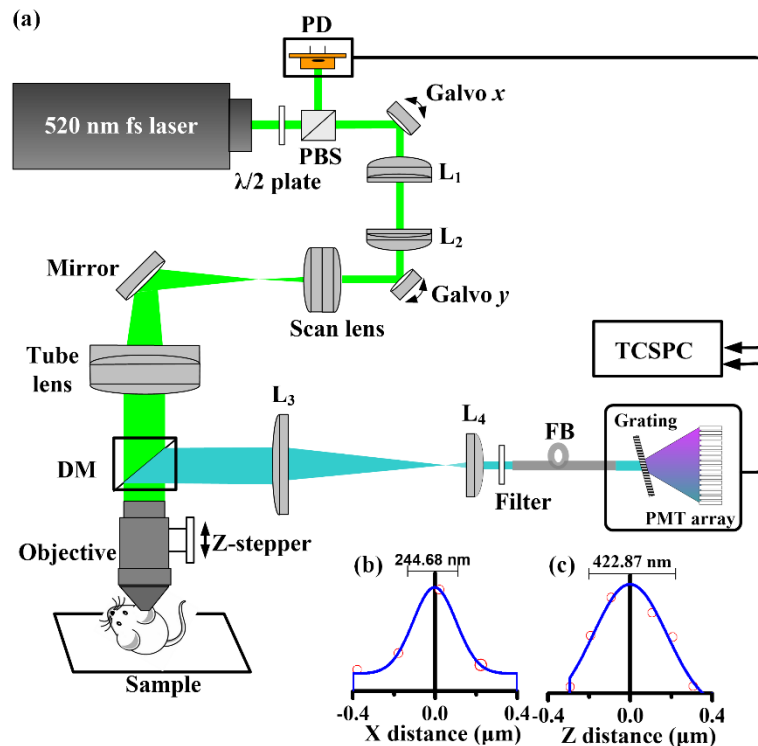 (a)
PD
Galvo x
520 nm fs laser
PBS
λ/2 plate
L1
L2
Mirror
Galvo y
Scan lens
Tube
lens
TCSPC
L3
L4
FB
Grating
DM
Filter
PMT array
Objective
Z-stepper
Sample
(b)
244.68 nm
-0.4
0.0
0.4
X distance (μm)
(c)
422.87 nm
-0.4
0.0
0.4
Z distance (μm)